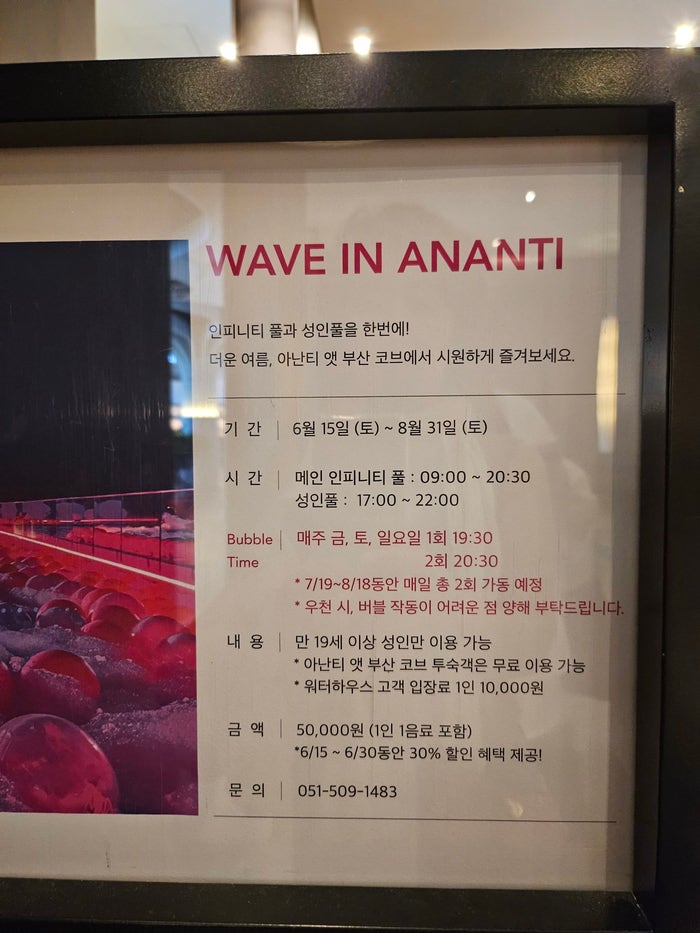 WAVE IN ANANTI
인피니티 풀과 성인풀을 한번에!
더운 여름, 아난티 앳 부산 코브에서 시원하게 즐겨보세요.
기 간 | 6월 15일 (토) ~ 8월 31일 (토)
시 간 | 메인 인피니티 풀 : 09:00 ~ 20:30
성인풀 : 17:00 ~ 22:00
Bubble | 매주 금, 토, 일요일 1회 19:30
Time 2회 20:30
* 7/19~8/18동안 매일 총 2회 가동 예정
* 우천 시, 버블 작동이 어려운 점 양해 부탁드립니다.
내 용 | 만 19세 이상 성인만 이용 가능
* 아난티 앳 부산 코브 투숙객은 무료 이용 가능
* 워터하우스 고객 입장료 1인 10,000원
금 액 | 50,000원 (1인 1음료 포함)
*6/15 ~ 6/30동안 30% 할인 혜택 제공!
문 의 | 051-509-1483